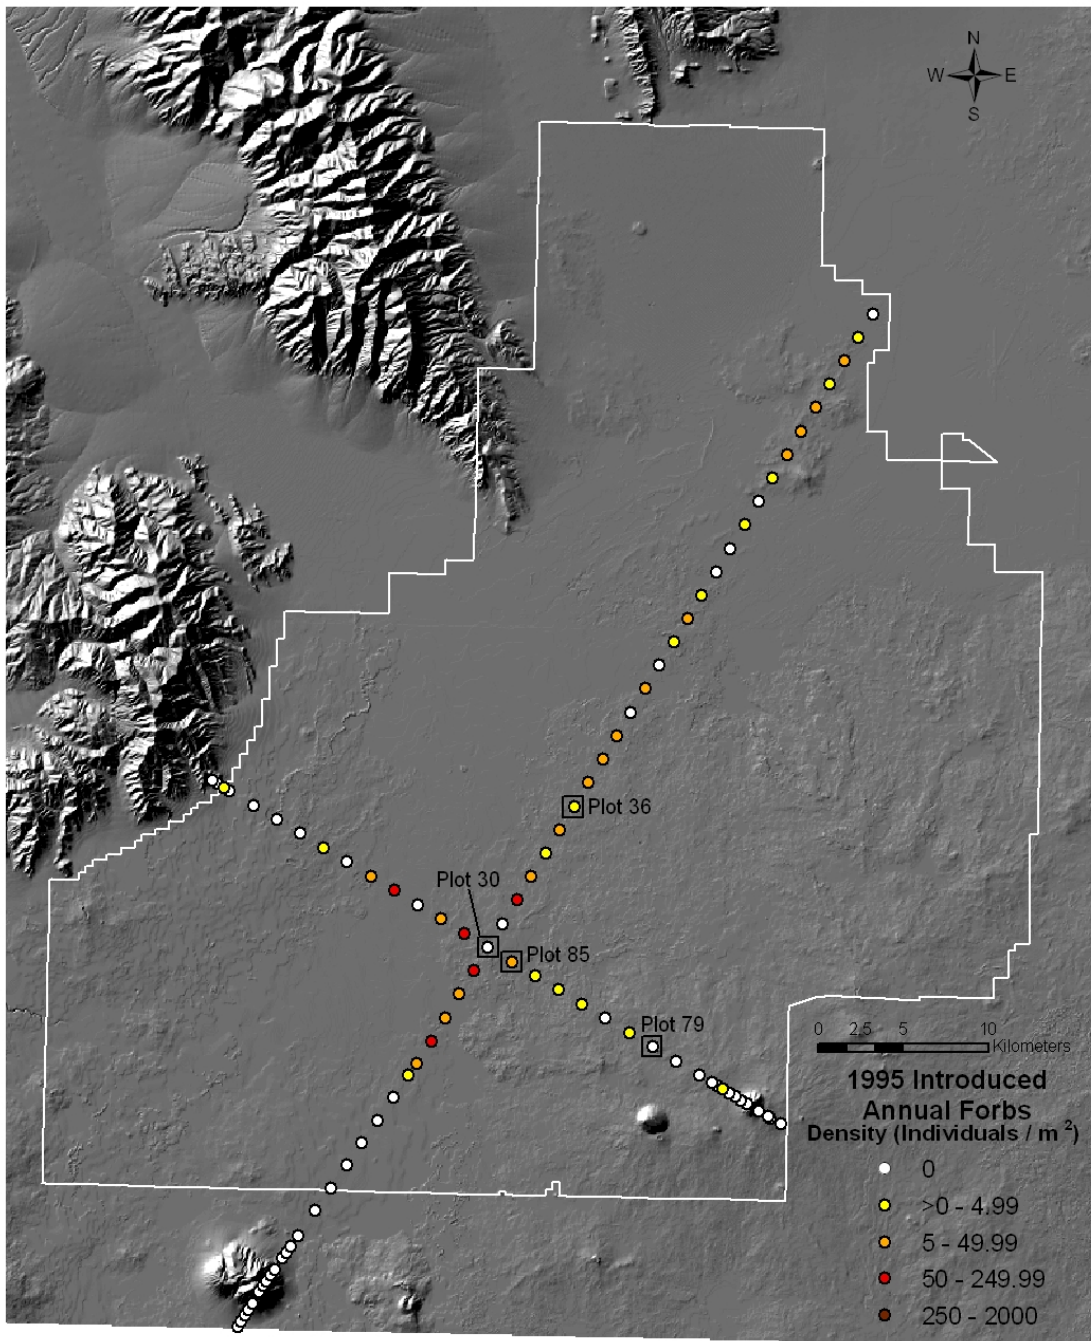 N
W E
S
Plot 36
Plot 30
Plot 85
Plot 79
0 2.5 5 10
Kilometers
1995 Introduced
Annual Forbs
Density (Individuals / m 2)
0
>0 - 4.99
5 - 49.99
50 - 249.99
250 - 2000